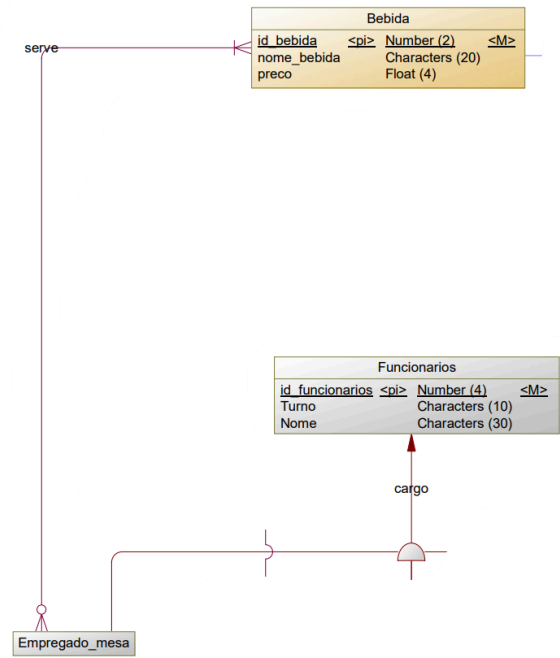 Bebida
serve
id_bebida <pi> Number (2) <M>
nome_bebida Characters (20)
preco Float (4)
Funcionarios
id_funcionarios <pi> Number (4) <M>
Turno Characters (10)
Nome Characters (30)
cargo
Empregado_mesa